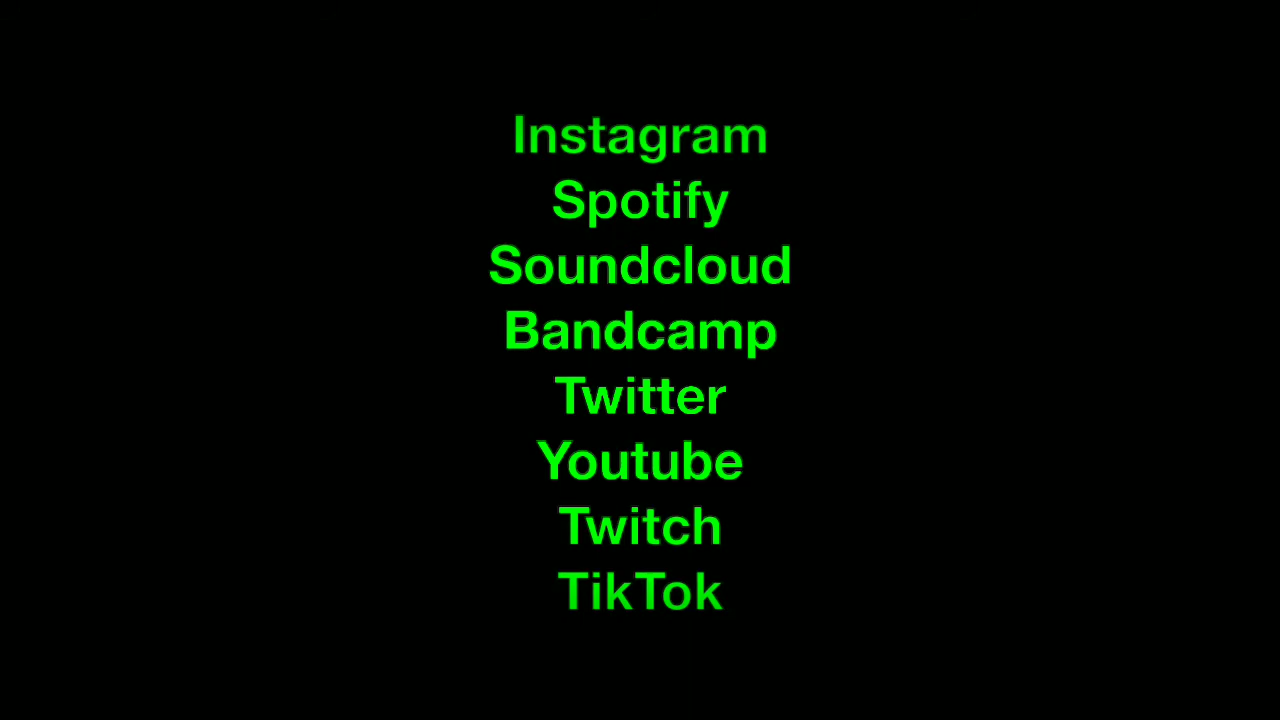 Instagram
Spotify
Soundcloud
Bandcamp
Twitter
Youtube
Twitch
TikTok